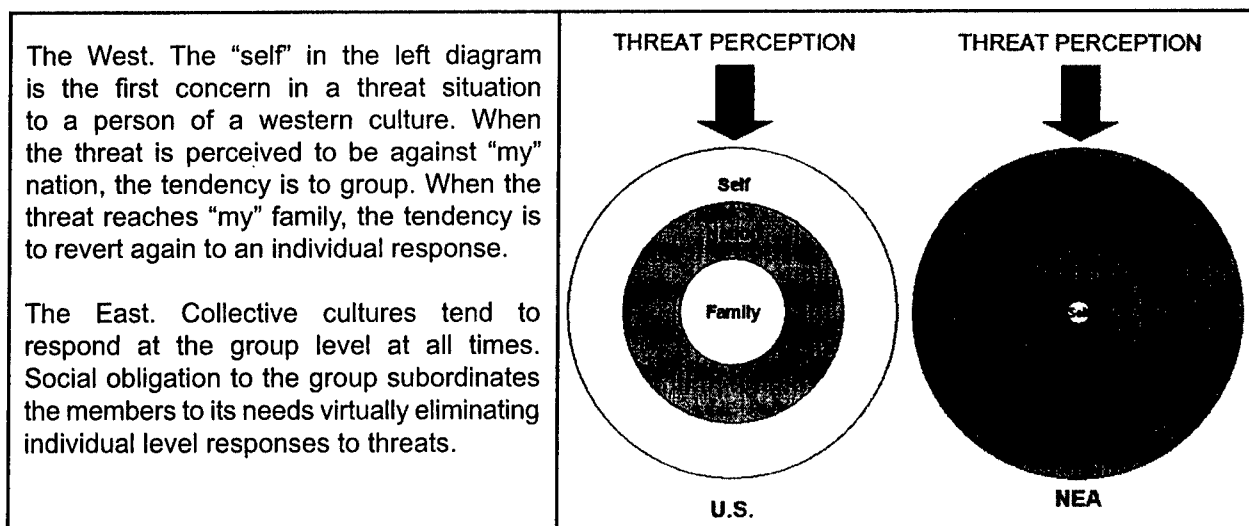 The West. The “self” in the left diagram
is the first concern in a threat situation
to a person of a western culture. When
the threat is perceived to be against “my”
nation, the tendency is to group. When the
threat reaches “my” family, the tendency is
to revert again to an individual response.
The East. Collective cultures tend to
respond at the group level at all times.
Social obligation to the group subordinates
the members to its needs virtually eliminating
individual level responses to threats.
THREAT PERCEPTION
Self
Family
U.S.
THREAT PERCEPTION
NEA